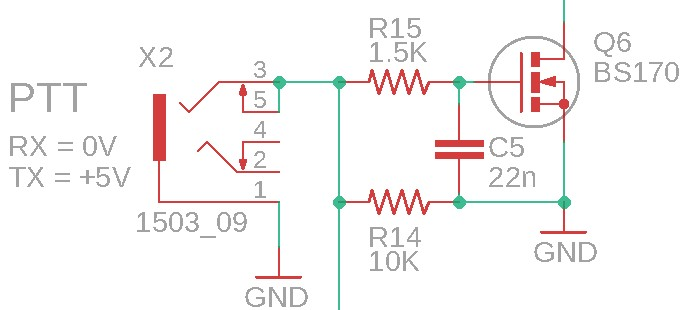 X2
PTT
RX = 0V
TX = +5V
3
5
4
2
1
1503_09
GND
R15
1.5K
C5
22n
R14
10K
Q6
BS170
GND